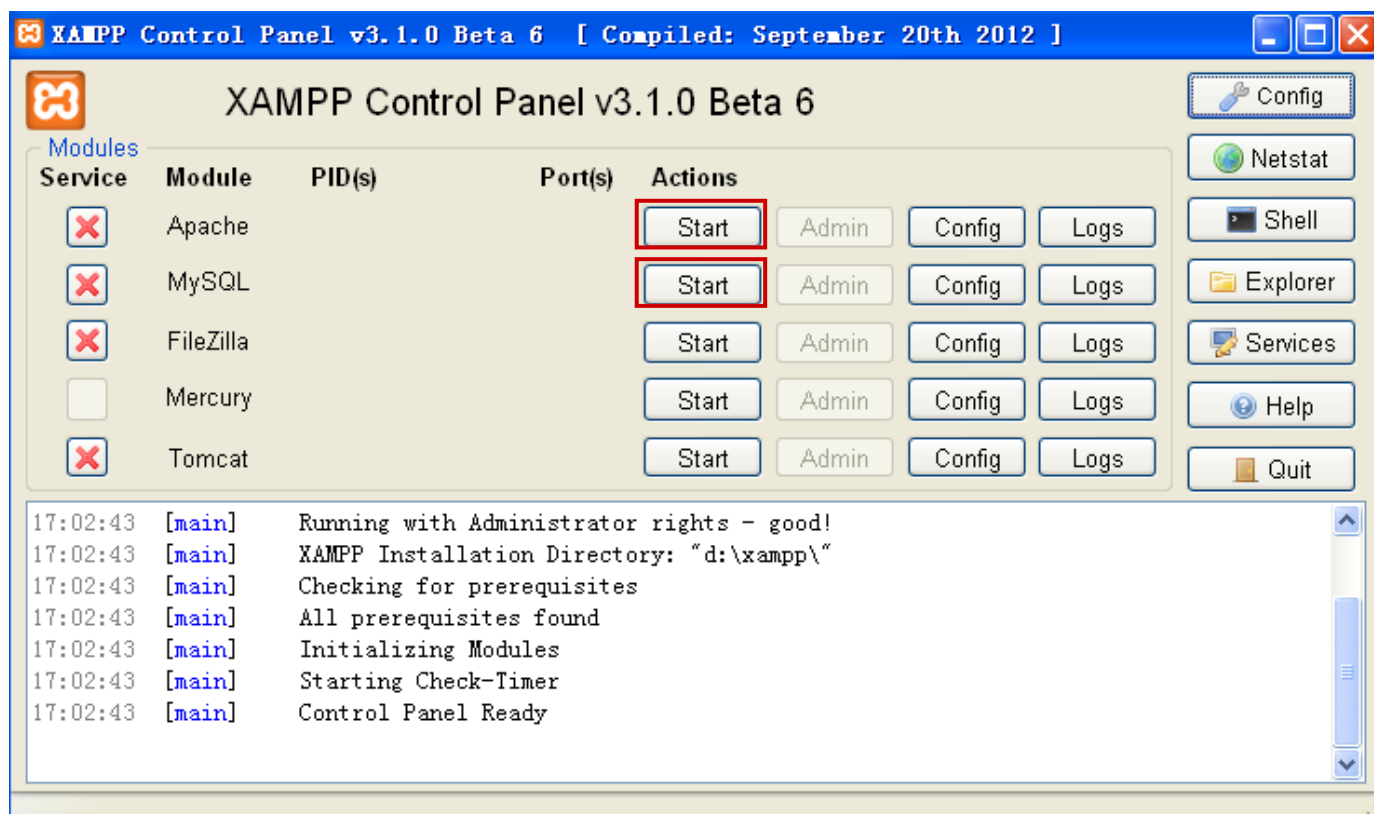 XAMPP Control Panel v3.1.0 Beta 6 [ Compiled: September 20th 2012 ]
XAMPP Control Panel v3.1.0 Beta 6
Config
Modules
Netstat
Service Module PID(s) Port(s) Actions
Apache Start Admin Config Logs
Shell
MySQL Start Admin Config Logs
Explorer
FileZilla Start Admin Config Logs
Services
Mercury Start Admin Config Logs
Help
Tomcat Start Admin Config Logs
Quit
17:02:43 [main] Running with Administrator rights - good!
17:02:43 [main] XAMPP Installation Directory: "d:\xampp\"
17:02:43 [main] Checking for prerequisites
17:02:43 [main] All prerequisites found
17:02:43 [main] Initializing Modules
17:02:43 [main] Starting Check-Timer
17:02:43 [main] Control Panel Ready